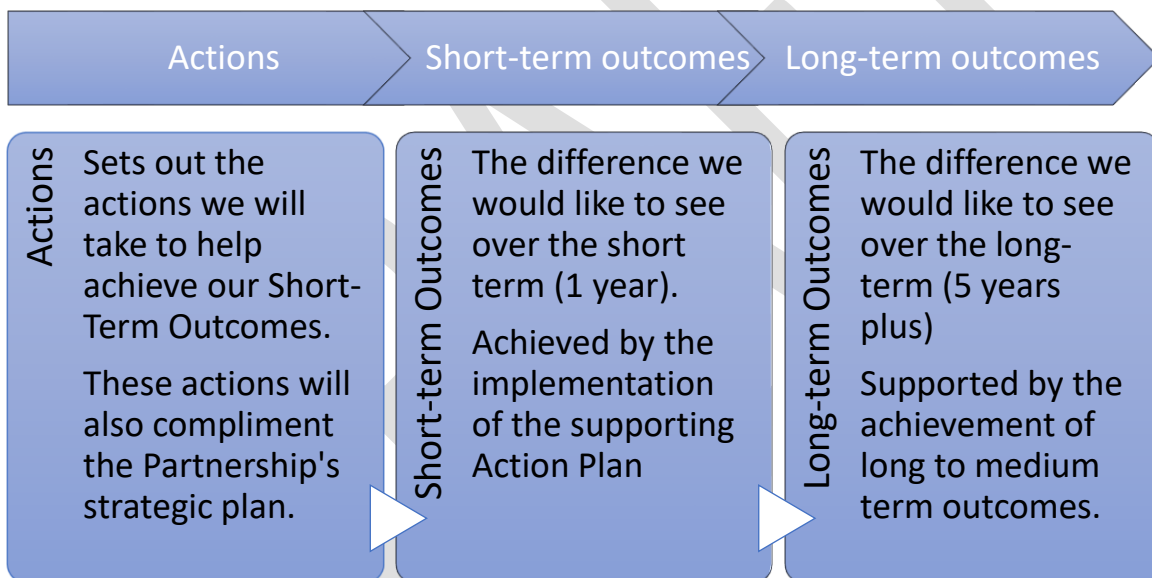 Actions
Short-term outcomes
Long-term outcomes
Actions
Sets out the
actions we will
take to help
achieve our Short-
Term Outcomes.
These actions will
also compliment
the Partnership's
strategic plan.
Short-term Outcomes
The difference we
would like to see
over the short
term (1 year).
Achieved by the
implementation
of the supporting
Action Plan
Long-term Outcomes
The difference we
would like to see
over the long-
term (5 years
plus)
Supported by the
achievement of
long to medium
term outcomes.